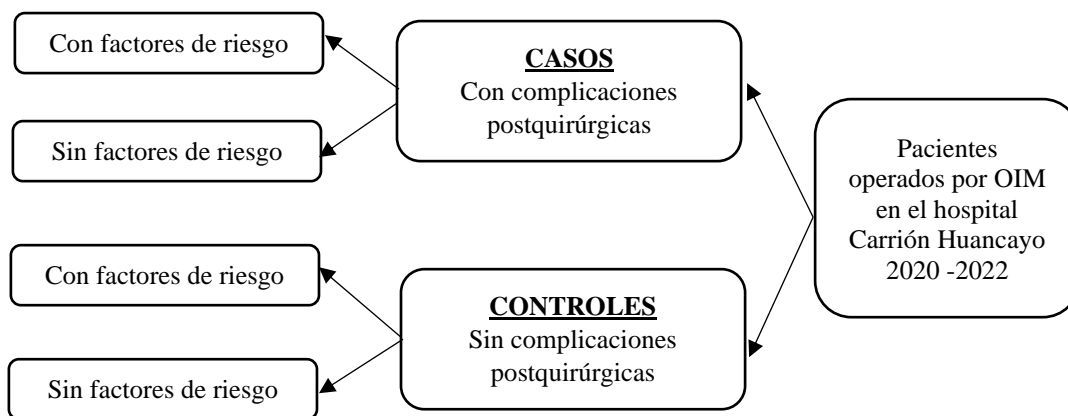 Con factores de riesgo
Sin factores de riesgo
CASOS
Con complicaciones
postquirúrgicas
Con factores de riesgo
Sin factores de riesgo
CONTROLES
Sin complicaciones
postquirúrgicas
Pacientes
operados por OIM
en el hospital
Carrión Huancayo
2020 -2022